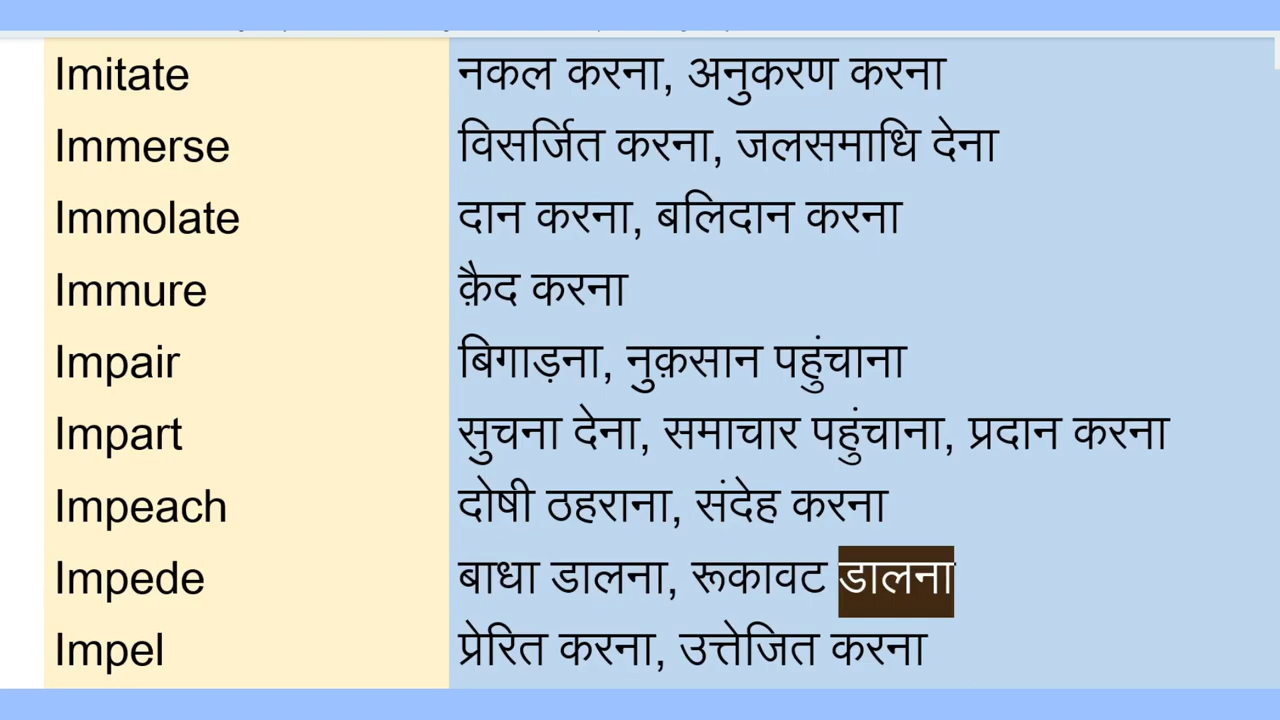 Imitate नकल करना, अनुकरण करना
Immerse विसर्जित करना, जलसमाधि देना
Immolate दान करना, बलिदान करना
Immure क़ैद करना
Impair बिगाड़ना, नुक़सान पहुंचाना
Impart सुचना देना, समाचार पहुंचाना, प्रदान करना
Impeach दोषी ठहराना, संदेह करना
Impede बाधा डालना, रूकावट डालना
Impel प्रेरित करना, उत्तेजित करना